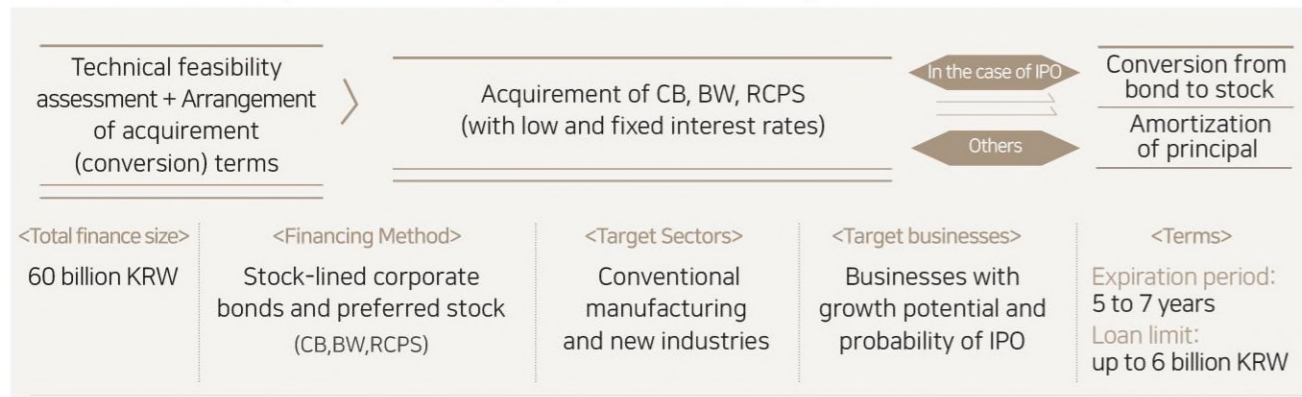 Technical feasibility
assessment + Arrangement
of acquirement
(conversion) terms
Acquirement of CB, BW, RCPS
(with low and fixed interest rates)
In the case of IPO
Conversion from
bond to stock
Others
Amortization
of principal
<Total finance size>
60 billion KRW
<Financing Method>
Stock-lined corporate
bonds and preferred stock
(CB,BW,RCPS)
<Target Sectors>
Conventional
manufacturing
and new industries
<Target businesses>
Businesses with
growth potential and
probability of IPO
<Terms>
Expiration period:
5 to 7 years
Loan limit:
up to 6 billion KRW